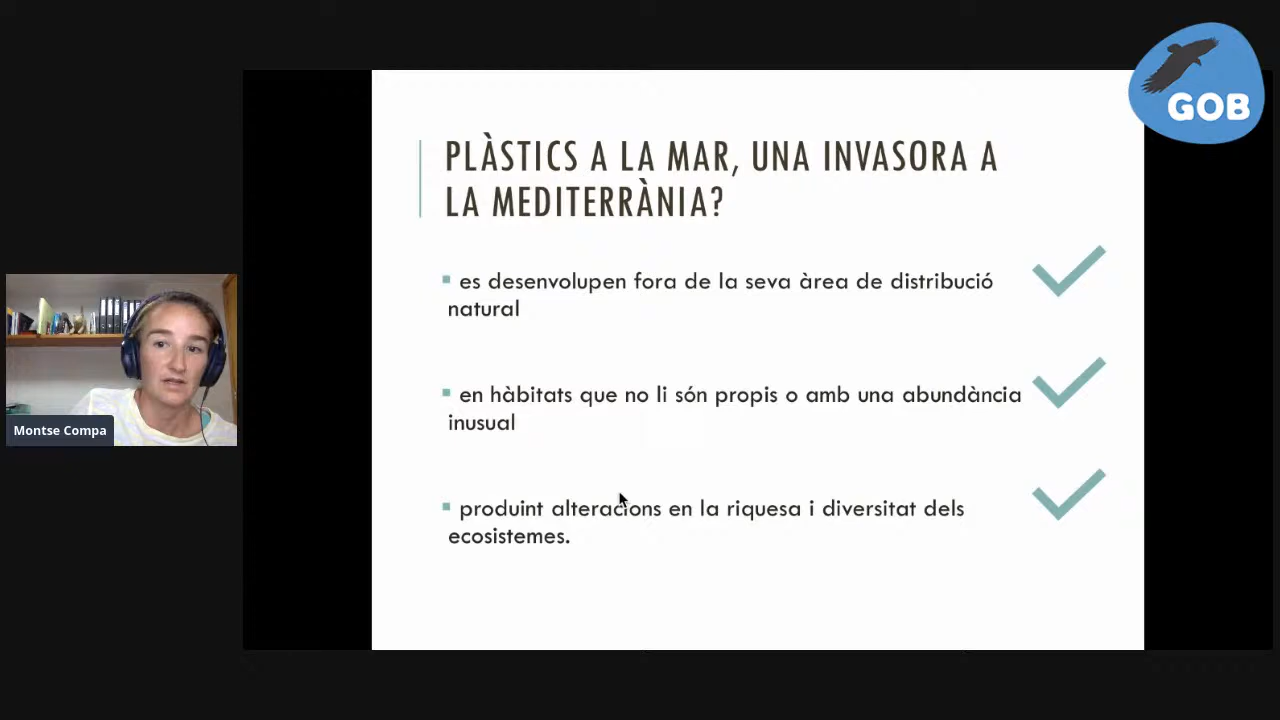 GOB
PLÀSTICS A LA MAR, UNA INVASORA A
LA MEDITERRÀNIA?
es desenvolupen fora de la seva àrea de distribució
natural
en hàbitats que no li són propis o amb una abundància
inusual
produint alteracions en la riquesa i diversitat dels
ecosistemes.
Montse Compa